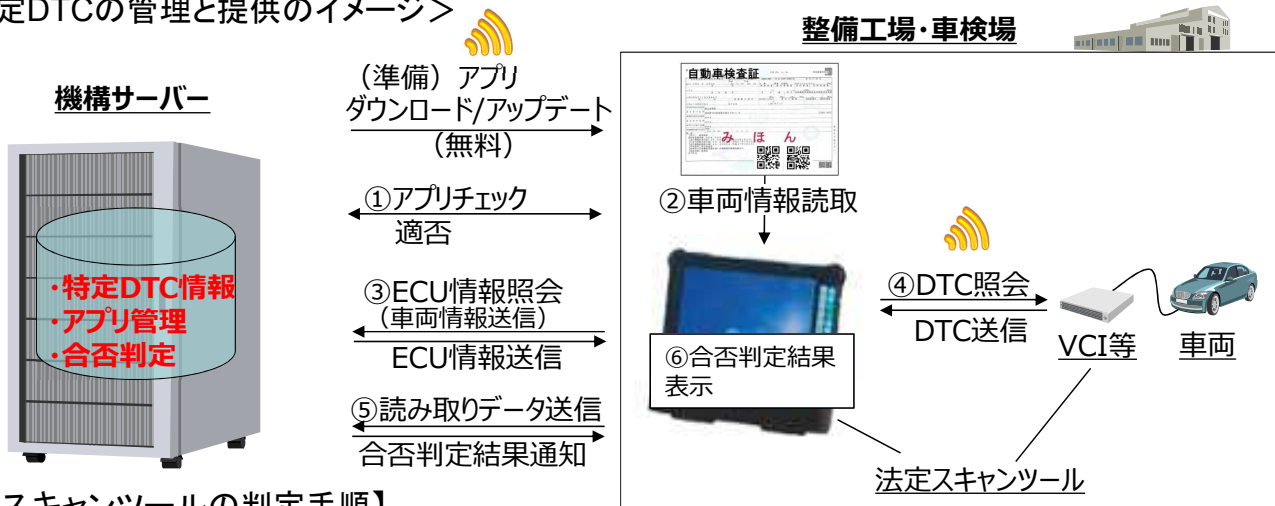 定DTCの管理と提供のイメージ＞
整備工場・車検場
機構サーバー
(準備）アプリ
ダウンロード/アップデート
(無料）
自動車検査証
みほん
①アプリチェック
適否
②車両情報読取
・特定DTC情報
・アプリ管理
・合否判定
③ECU情報照会
（車両情報送信）
ECU情報送信
④DTC照会
DTC送信
VCI等
車両
⑥合否判定結果
表示
⑤読み取りデータ送信
合否判定結果通知
法定スキャンツール
スキャンツールの判定手順】